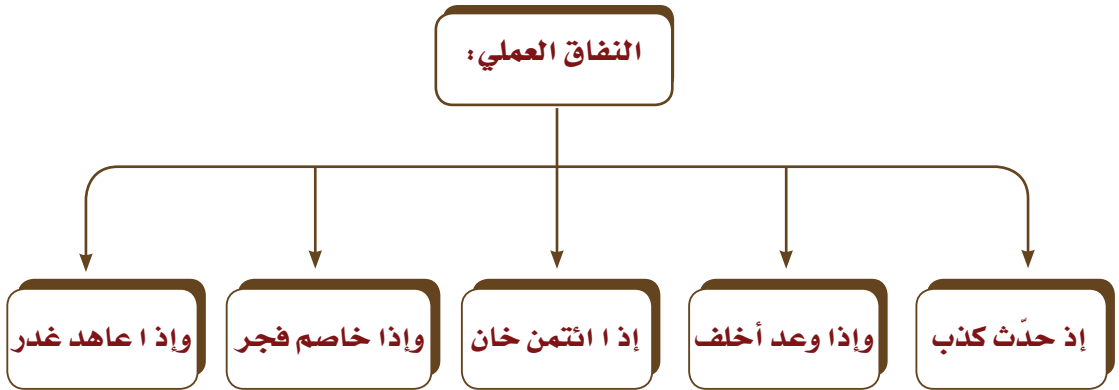 النفاق العملي:
إذ حدّث كذب
وإذا وعد أخلف
إذ ا ائتمن خان
وإذا خاصم فجر
وإذ ا عاهد غدر